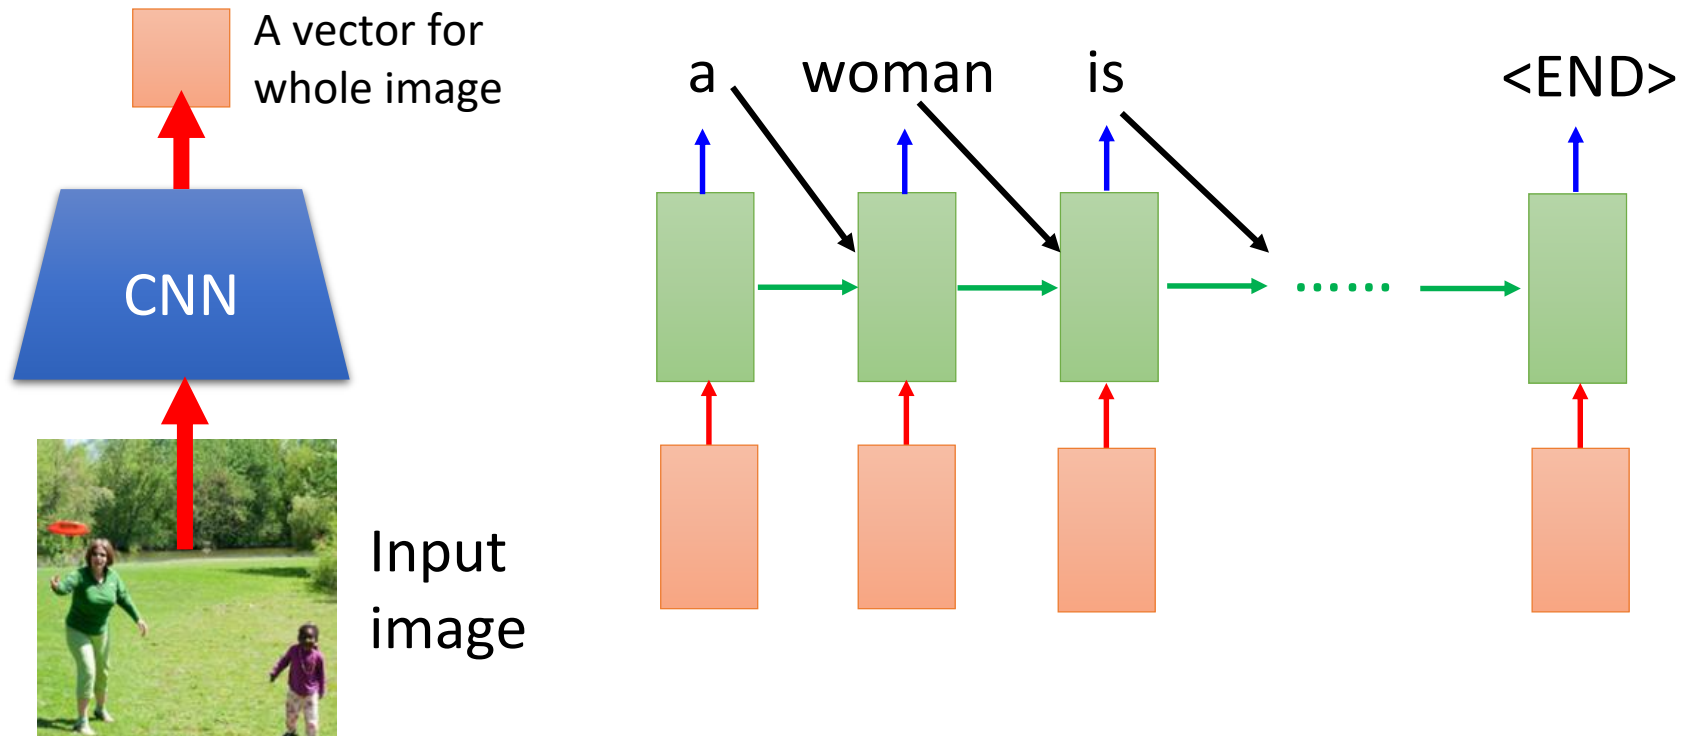 A vector for
whole image
CNN
Input
image
a woman is <END>
......